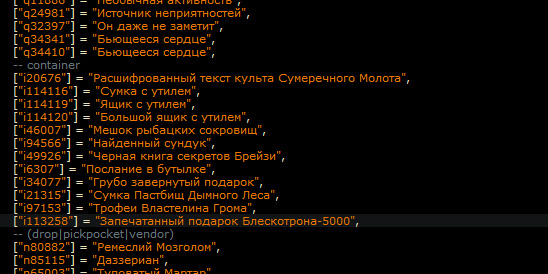 ["q11886"] = "Необычная активность",
["q24981"] = "Источник неприятностей",
["q32397"] = "Он даже не заметит",
["q34341"] = "Бьющееся сердце",
["q34410"] = "Бьющееся сердце",
-- container
["i20676"] = "Расшифрованный текст культа Сумеречного Молота",
["i114116"] = "Сумка с утилем",
["i114119"] = "Ящик с утилем",
["i114120"] = "Большой ящик с утилем",
["i46007"] = "Мешок рыбацких сокровищ",
["i94566"] = "Найденный сундук",
["i49926"] = "Черная книга секретов Брейзи",
["i6307"] = "Послание в бутылке",
["i34077"] = "Грубо завернутый подарок",
["i21315"] = "Сумка Пастбищ Дымного Леса",
["i97153"] = "Трофеи Властелина Грома",
["i113258"] = "Запечатанный подарок Блескотрона-5000",
-- (drop|pickpocket|vendor)
["n80882"] = "Ремеслий Мозголом",
["n85115"] = "Даззериан",
["n65003"] = "Туповатый Мартар",